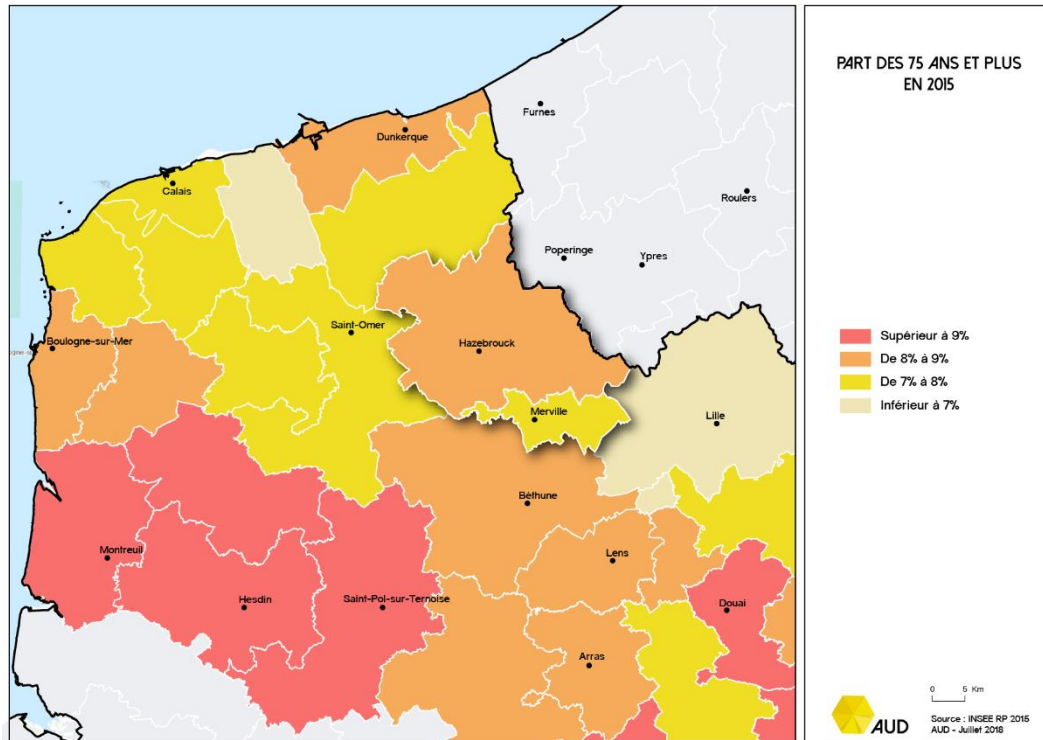 PART DES 75 ANS ET PLUS
EN 2015
Furnes
Dunkerque
Calais
Roulers
Poperinge
Ypres
Saint-Omer
Boulogne-sur-Mer
Hazebrouck
Merville
Lille
Béthune
Montreuil
Lens
Hesdin
Saint-Pol-sur-Ternoise
Douai
Arras
Supérieur à 9%
De 8% à 9%
De 7% à 8%
Inférieur à 7%
0 5 Km
AUD
Source : INSEE RP 2015
AUD - Juillet 2018